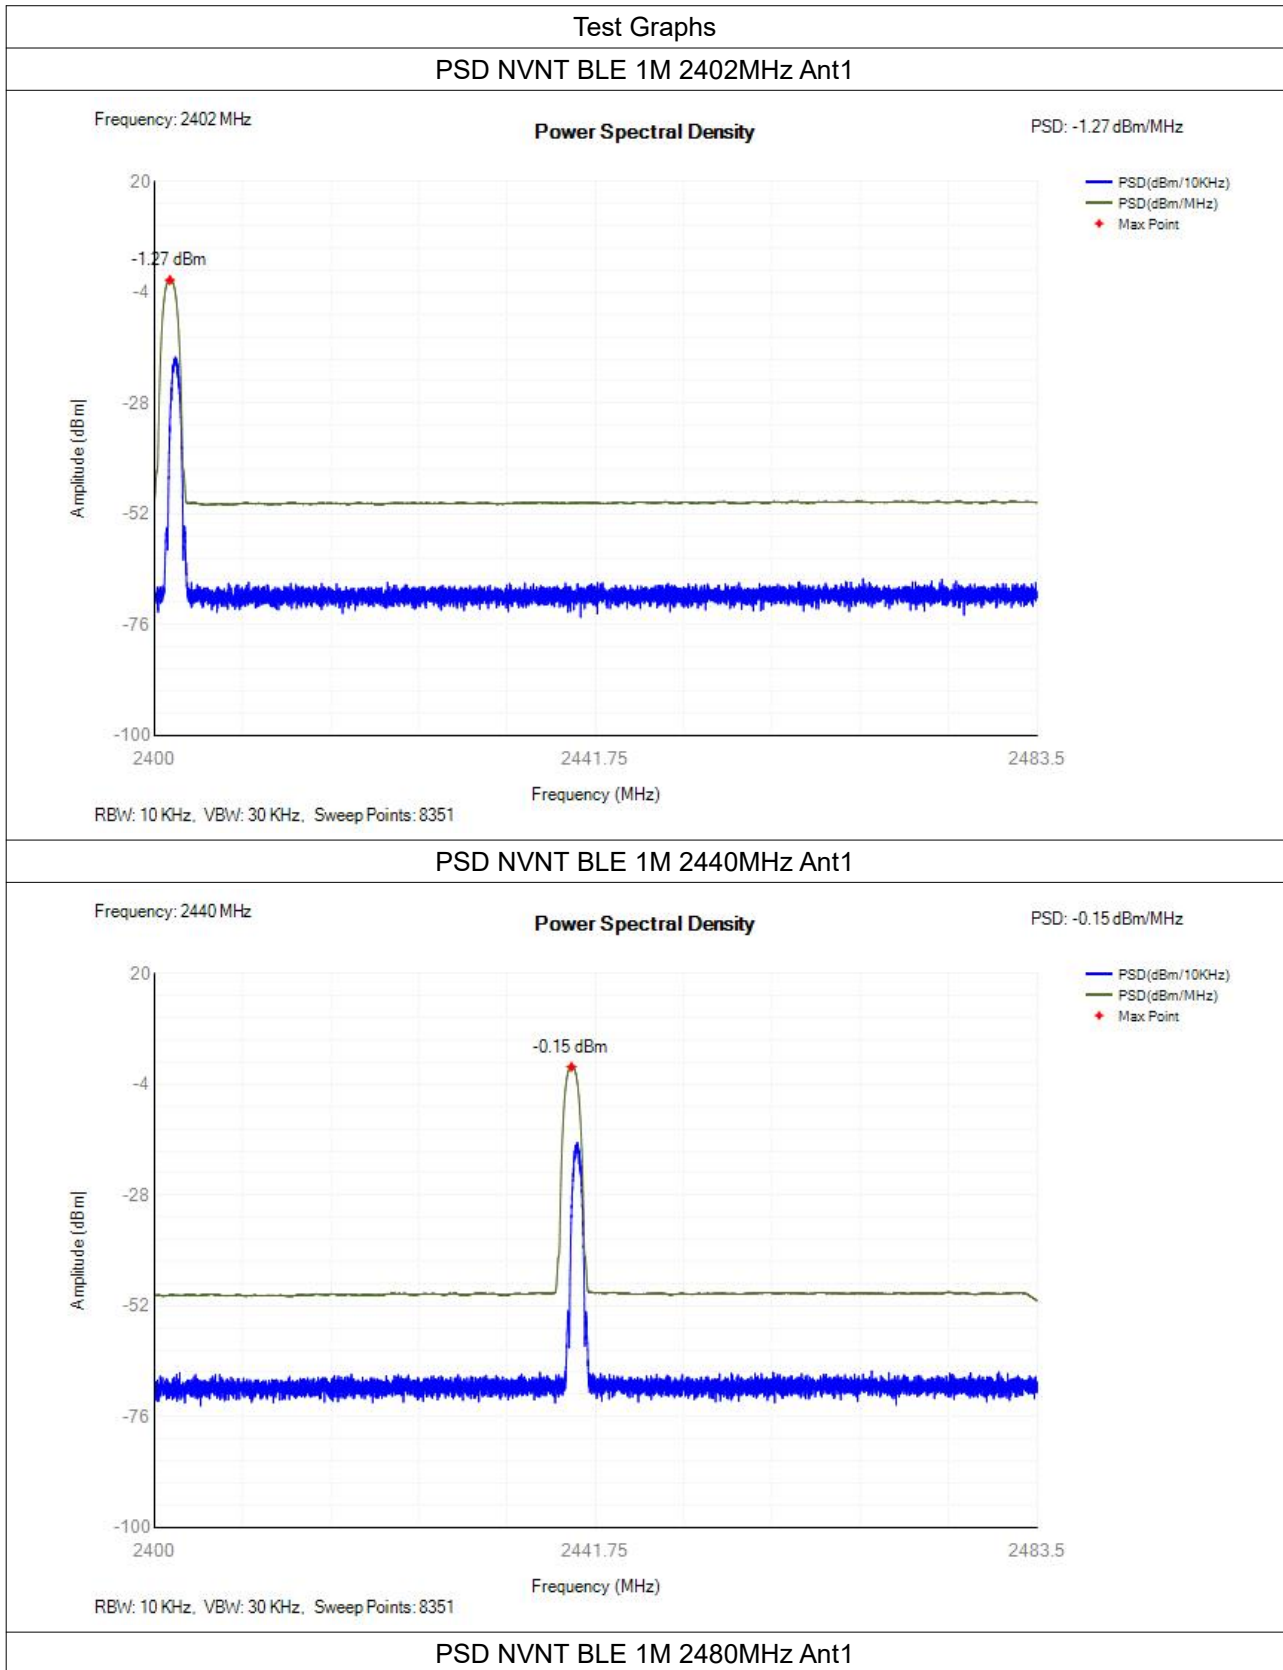 Test Graphs
PSD NVNT BLE 1M 2402MHz Ant1
Frequency: 2402 MHz
Power Spectral Density
PSD: -1.27 dBm/MHz
PSD(dBm/10KHz)
PSD(dBm/MHz)
Max Point
-1.27 dBm
20
-4
-28
-52
-76
-100
Amplitude (dBm)
2400 2441.75 2483.5
Frequency (MHz)
RBW: 10 KHz, VBW: 30 KHz, Sweep Points: 8351
PSD NVNT BLE 1M 2440MHz Ant1
Frequency: 2440 MHz
Power Spectral Density
PSD: -0.15 dBm/MHz
PSD(dBm/10KHz)
PSD(dBm/MHz)
Max Point
-0.15 dBm
20
-4
-28
-52
-76
-100
Amplitude (dBm)
2400 2441.75 2483.5
Frequency (MHz)
RBW: 10 KHz, VBW: 30 KHz, Sweep Points: 8351
PSD NVNT BLE 1M 2480MHz Ant1